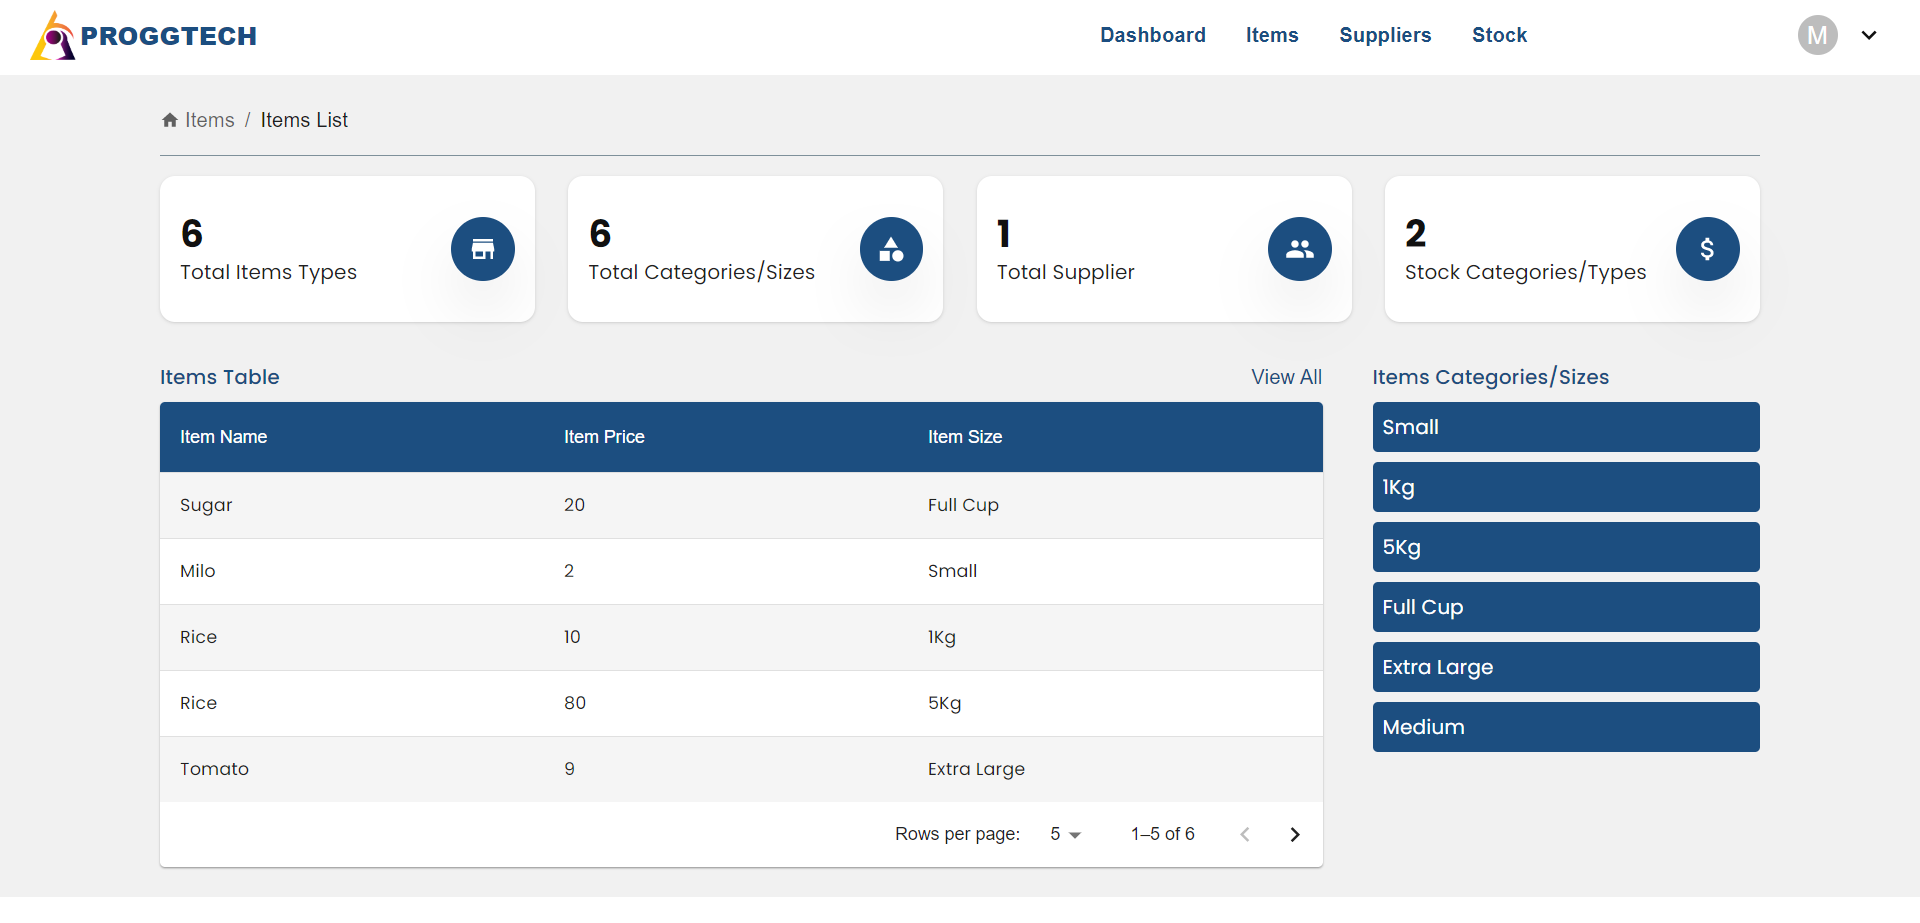 PROGGTECH
Dashboard Items Suppliers Stock
M
Items / Items List
6
Total Items Types
6
Total Categories/Sizes
1
Total Supplier
2
Stock Categories/Types
$
Items Table View All
Item Name Item Price Item Size
Sugar 20 Full Cup
Milo 2 Small
Rice 10 1Kg
Rice 80 5Kg
Tomato 9 Extra Large
Rows per page: 5 1–5 of 6
Items Categories/Sizes
Small
1Kg
5Kg
Full Cup
Extra Large
Medium